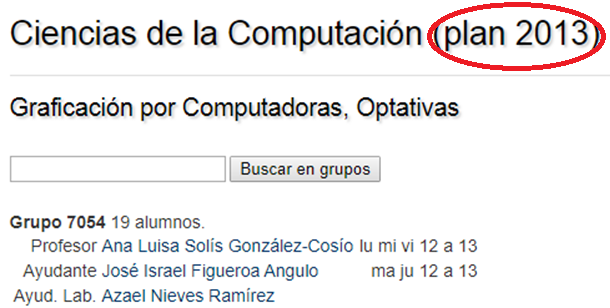 Ciencias de la Computación (plan 2013)
Graficación por Computadoras, Optativas
Buscar en grupos
Grupo 7054 19 alumnos.
Profesor Ana Luisa Solís González-Cosío lu mi vi 12 a 13
Ayudante José Israel Figueroa Angulo ma ju 12 a 13
Ayud. Lab. Azael Nieves Ramírez